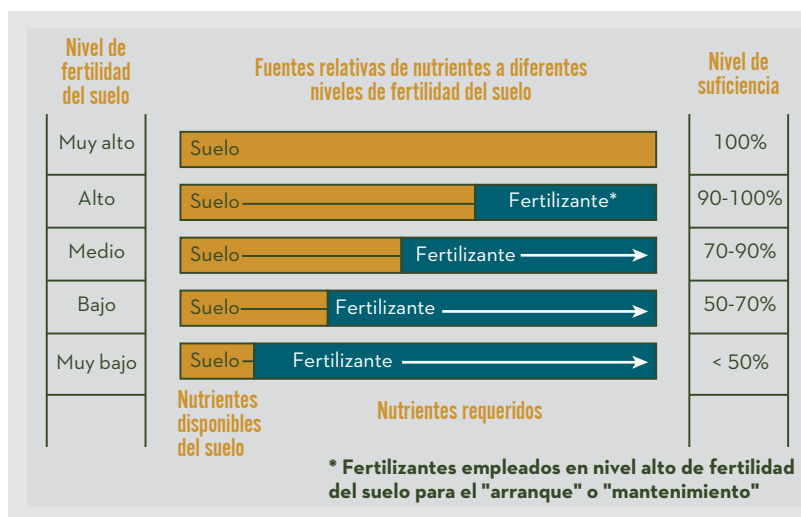 Nivel de
fertilidad
del suelo
Fuentes relativas de nutrientes a diferentes
niveles de fertilidad del suelo
Nivel de
suficiencia
Muy alto
Suelo
100%
Alto
Suelo
Fertilizante*
90-100%
Medio
Suelo
Fertilizante
70-90%
Bajo
Suelo
Fertilizante
50-70%
Muy bajo
Suelo
Fertilizante
< 50%
Nutrientes
disponibles
del suelo
Nutrientes requeridos
* Fertilizantes empleados en nivel alto de fertilidad
del suelo para el "arranque" o "mantenimiento"